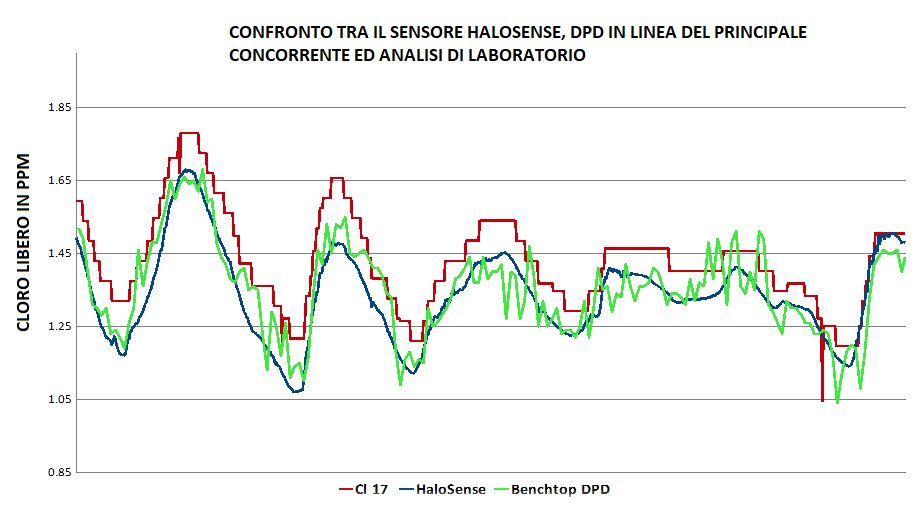 CONFRONTO TRA IL SENSORE HALOSENSE, DPD IN LINEA DEL PRINCIPALE
CONCORRENTE ED ANALISI DI LABORATORIO
CLORO LIBERO IN PPM
1.85
1.65
1.45
1.25
1.05
0.85
Cl 17 HaloSense Benchtop DPD